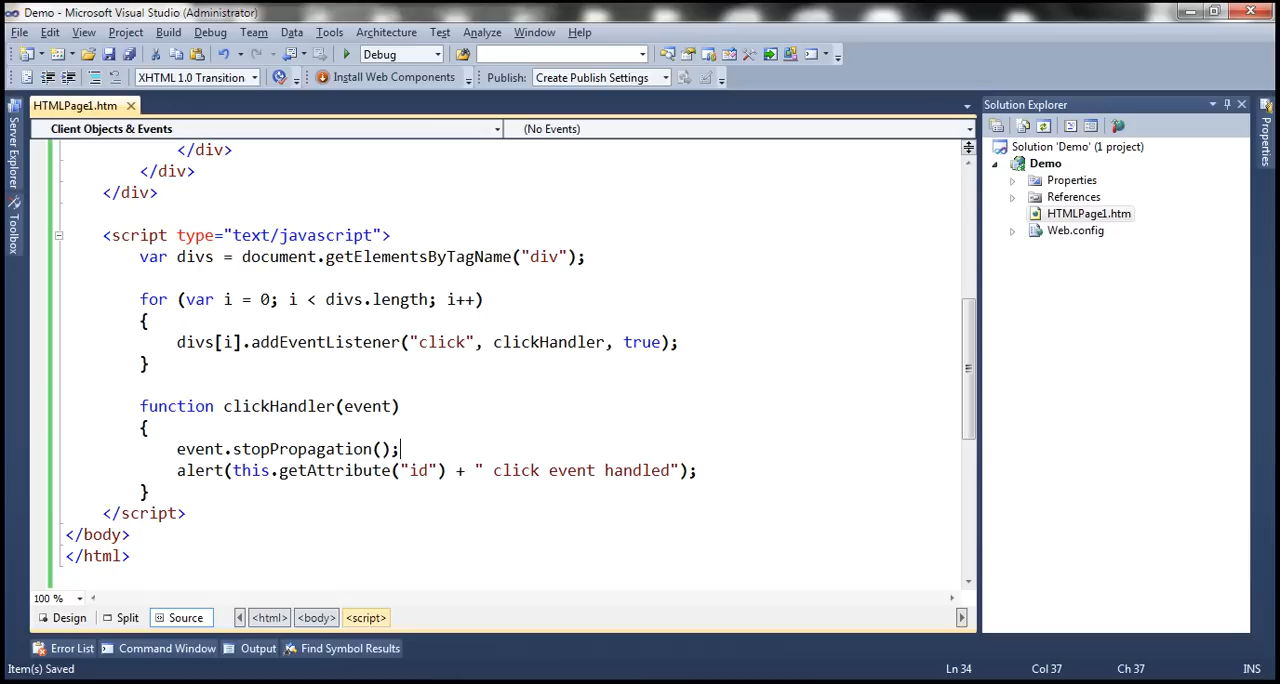 Demo - Microsoft Visual Studio (Administrator)
File Edit View Project Build Debug Team Data Tools Architecture Test Analyze Window Help
Debug
XHTML 1.0 Transition Install Web Components Publish: Create Publish Settings
HTMLPage1.htm
Solution Explorer
Client Objects & Events (No Events)
Server Explorer
Toolbox
Properties
Solution 'Demo' (1 project)
Demo
Properties
References
HTMLPage1.htm
Web.config
</div>
</div>
</div>
<script type="text/javascript">
var divs = document.getElementsByTagName("div");
for (var i = 0; i < divs.length; i++)
{
divs[i].addEventListener("click", clickHandler, true);
}
function clickHandler(event)
{
event.stopPropagation();
alert(this.getAttribute("id") + " click event handled");
}
</script>
</body>
</html>
100 %
Design Split Source <html> <body> <script>
Error List Command Window Output Find Symbol Results
Item(s) Saved Ln 34 Col 37 Ch 37 INS